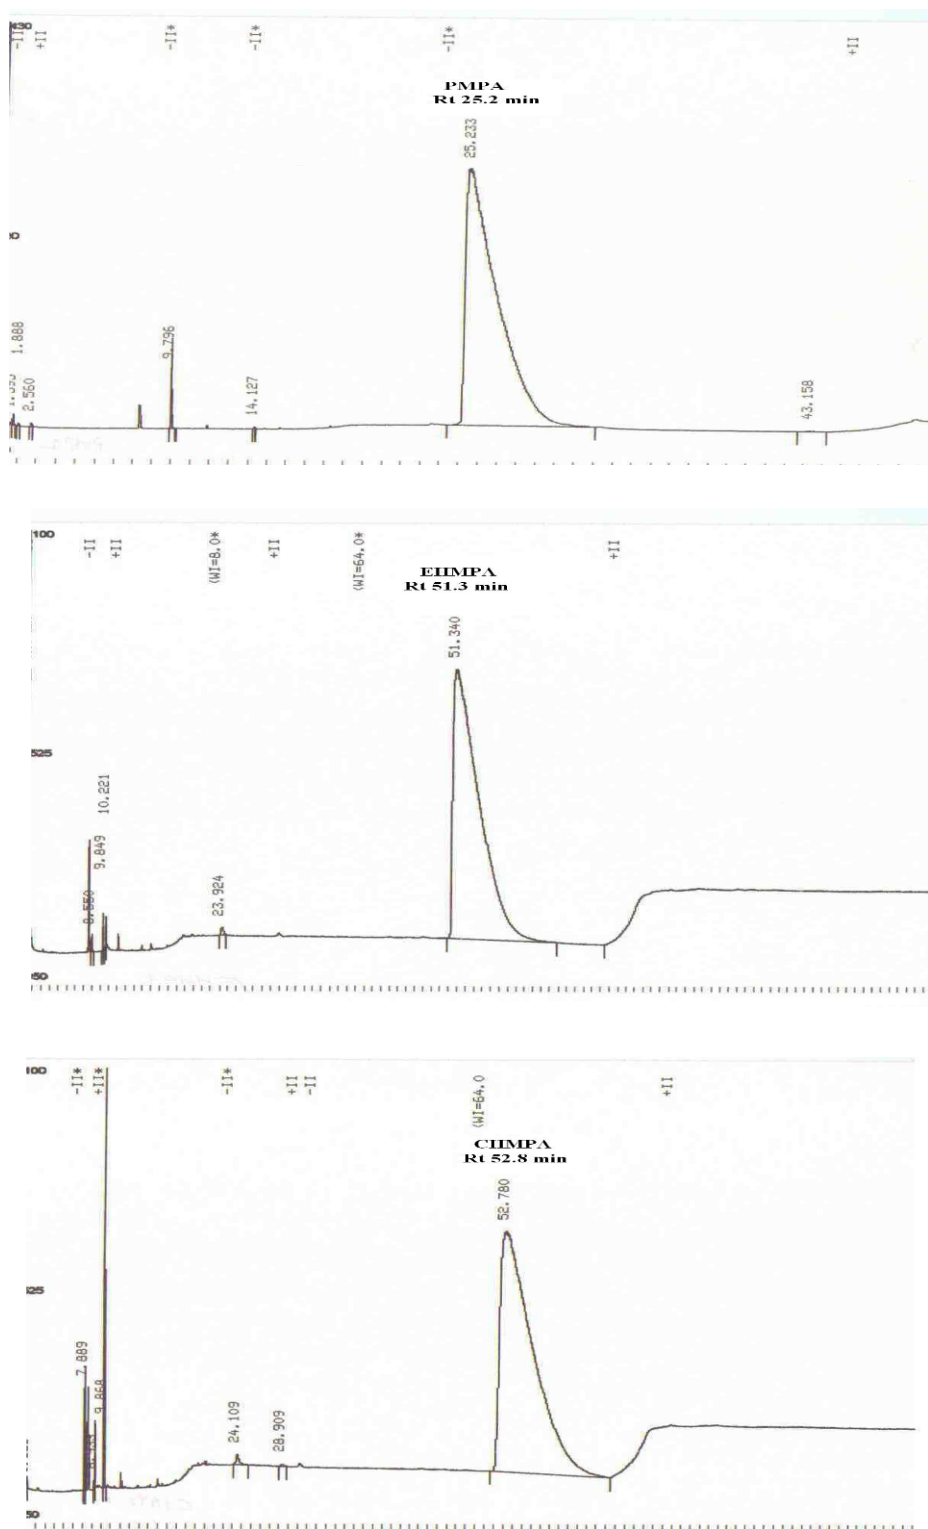 -II* +II -II* -II* -II* +II
PMPA
Rt 25.2 min
25.233
1.888
2.560
9.796
14.127
43.158
100
-II +II (WI=8.0* +II (WI=64.0* +II
EHMPA
Rt 51.3 min
51.340
525
10.221
9.849
23.924
-II* +II* -II* +II -II (WI=64.0 +II
CHMPA
Rt 52.8 min
52.780
7.889
9.868
24.109
28.909